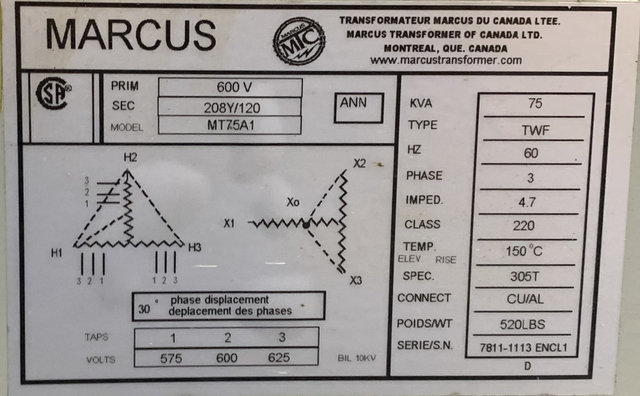 MARCUS
MARCUS
MTC
TRANSFORMATEUR MARCUS DU CANADA LTEE.
MARCUS TRANSFORMER OF CANADA LTD.
MONTREAL, QUE. CANADA
www.marcustransformer.com
SA®
PRIM 600 V
SEC 208Y/120
MODEL MT75A1
ANN
KVA 75
TYPE TWF
HZ 60
PHASE 3
IMPED. 4.7
CLASS 220
TEMP. 150 °C
ELEV RISE
SPEC. 305T
CONNECT CU/AL
POIDS/WT 520LBS
SERIE/S.N. 7811-1113 ENCL1
D
H2
3
2
1
H1
H3
3 2 1
1 2 3
X2
Xo
X1
X3
30 ° phase displacement
deplacement des phases
TAPS 1 2 3
VOLTS 575 600 625
BIL 10KV